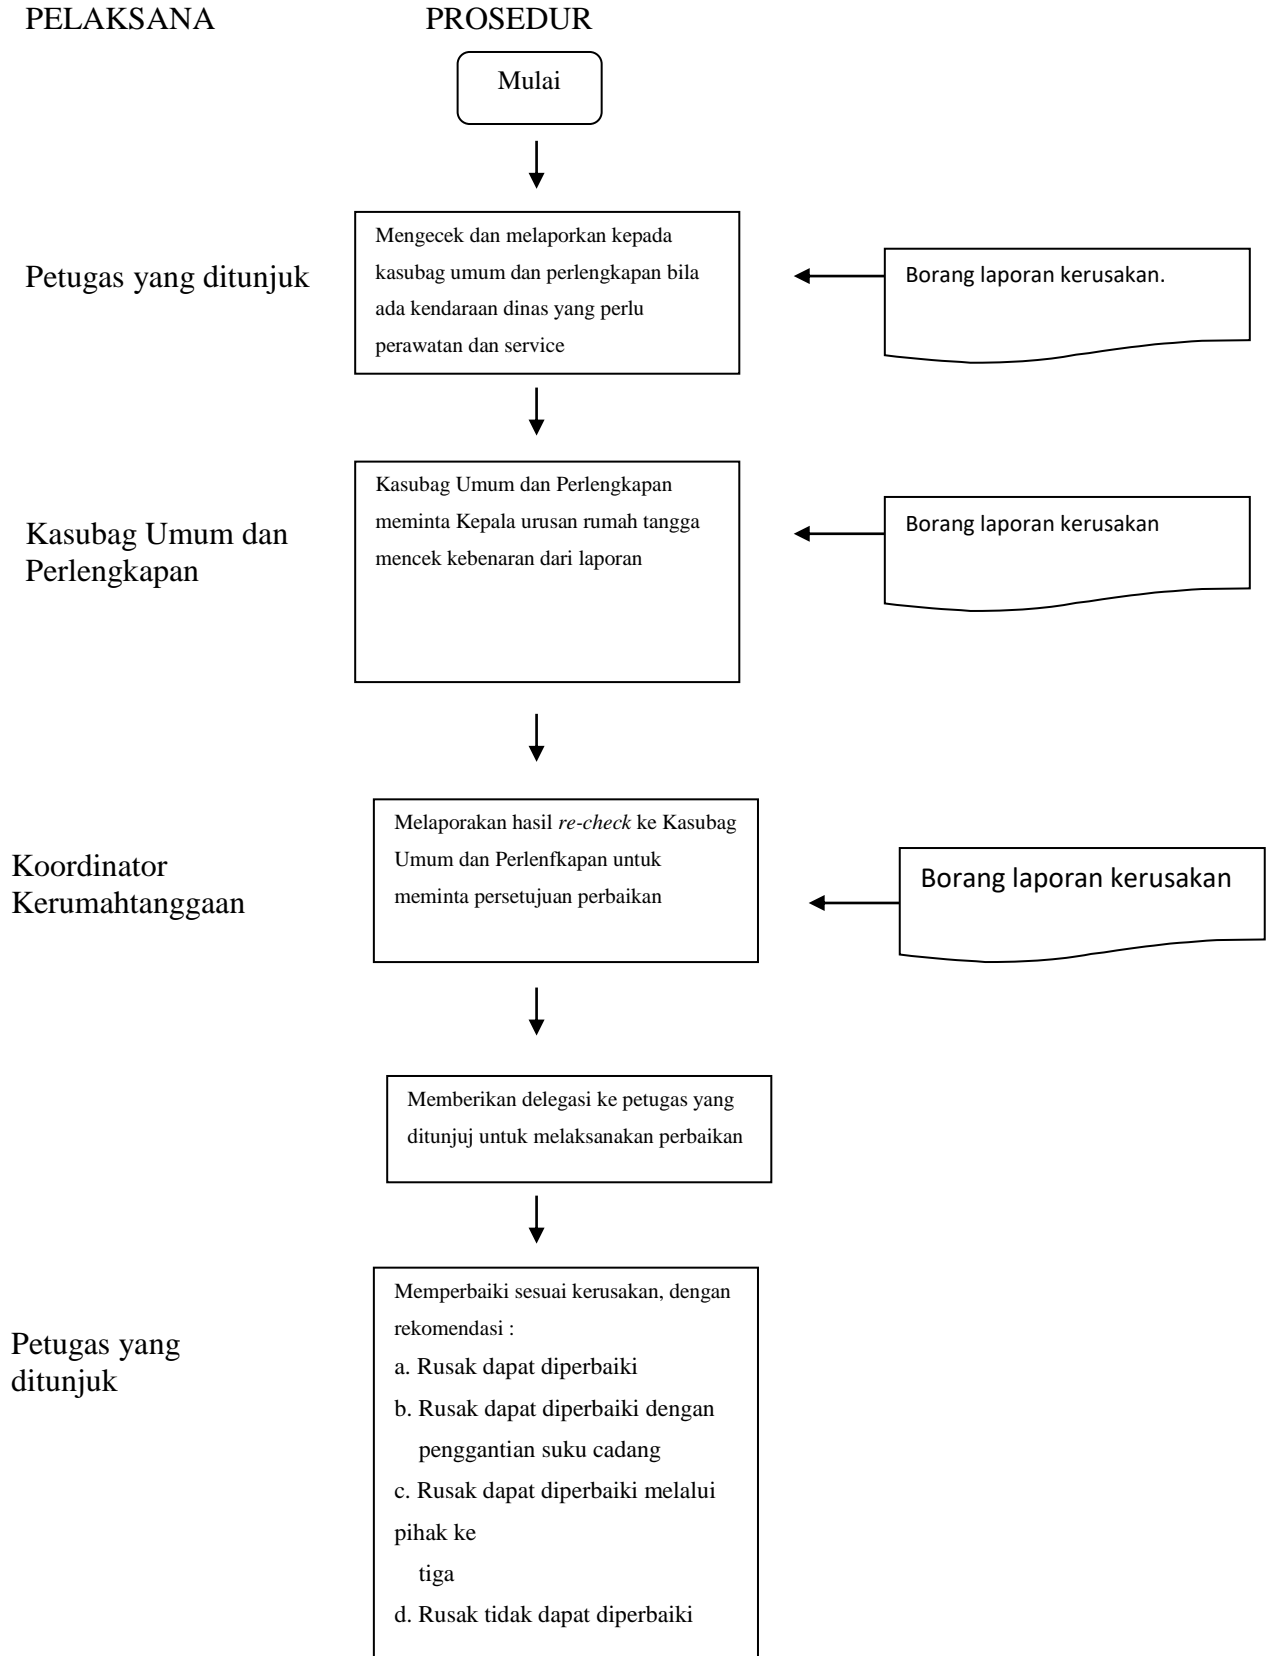 PELAKSANA
PROSEDUR
Mulai
Petugas yang ditunjuk
Mengecek dan melaporkan kepada
kasubag umum dan perlengkapan bila
ada kendaraan dinas yang perlu
perawatan dan service
Borang laporan kerusakan.
Kasubag Umum dan
Perlengkapan
Kasubag Umum dan Perlengkapan
meminta Kepala urusan rumah tangga
mencek kebenaran dari laporan
Borang laporan kerusakan
Koordinator
Kerumahtanggaan
Melaporakan hasil re-check ke Kasubag
Umum dan Perlenfkapan untuk
meminta persetujuan perbaikan
Borang laporan kerusakan
Memberikan delegasi ke petugas yang
ditunjuj untuk melaksanakan perbaikan
Petugas yang
ditunjuk
Memperbaiki sesuai kerusakan, dengan
rekomendasi :
a. Rusak dapat diperbaiki
b. Rusak dapat diperbaiki dengan
penggantian suku cadang
c. Rusak dapat diperbaiki melalui
pihak ke
tiga
d. Rusak tidak dapat diperbaiki